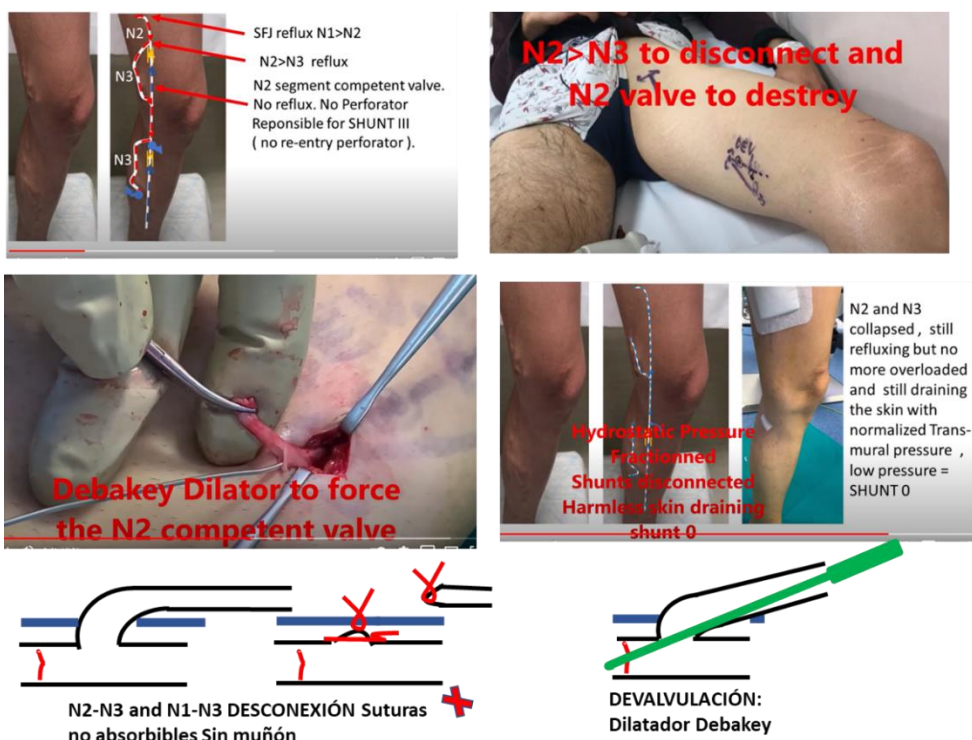 N2
N3
N3
SFJ reflux N1>N2
N2>N3 reflux
N2 segment competent valve.
No reflux. No Perforator
Reponsible for SHUNT III
( no re-entry perforator ).
N2>N3 to disconnect and
N2 valve to destroy
Debakey Dilator to force
the N2 competent valve
Hydrostatic Pressure
Fractionned
Shunts disconnected
Harmless skin draining
shunt 0
N2 and N3
collapsed , still
refluxing but no
more overloaded
and still draining
the skin with
normalized Trans-
mural pressure ,
low pressure =
SHUNT 0
N2-N3 and N1-N3 DESCONEXIÓN Suturas
no absorbibles Sin muñón
DEVALVULACIÓN:
Dilatador Debakey